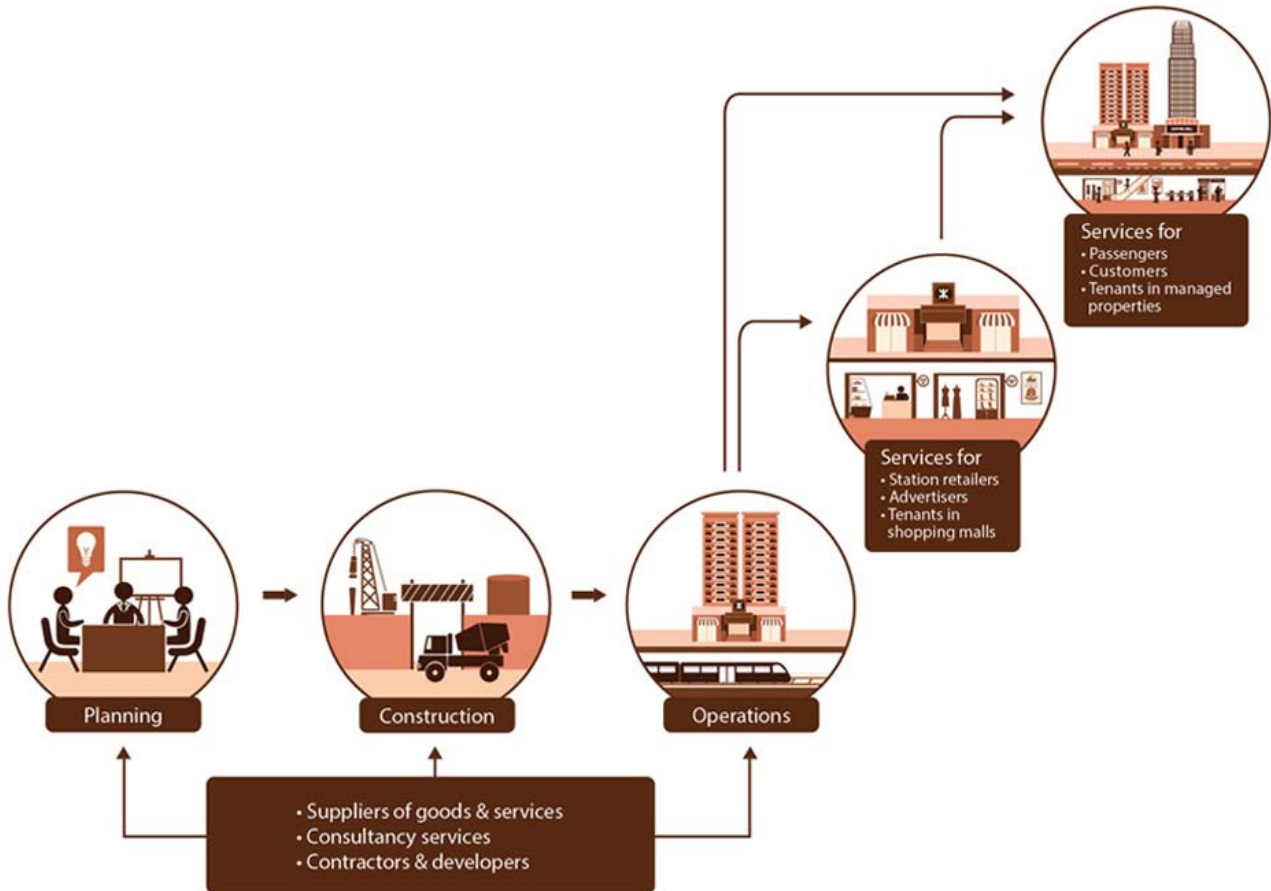 Services for
• Passengers
• Customers
• Tenants in managed
properties
Services for
• Station retailers
• Advertisers
• Tenants in
shopping malls
Planning
Construction
Operations
• Suppliers of goods & services
• Consultancy services
• Contractors & developers